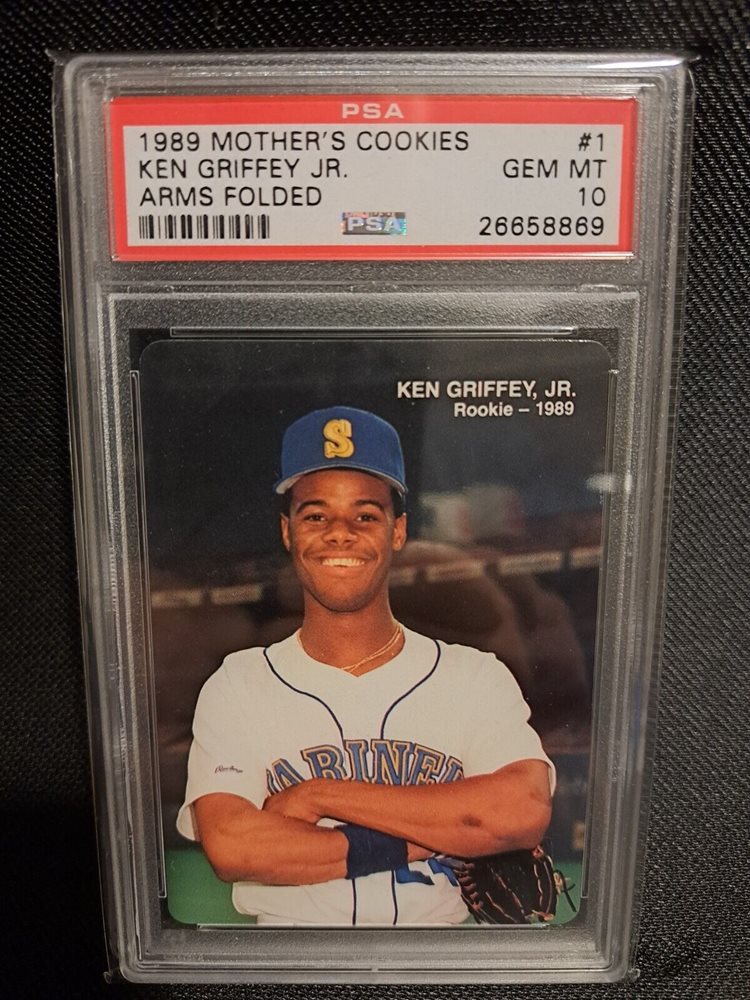 PSA
1989 MOTHER'S COOKIES #1
KEN GRIFFEY JR. GEM MT
ARMS FOLDED 10
PSA 26658869
KEN GRIFFEY, JR.
Rookie – 1989
S
ARINE